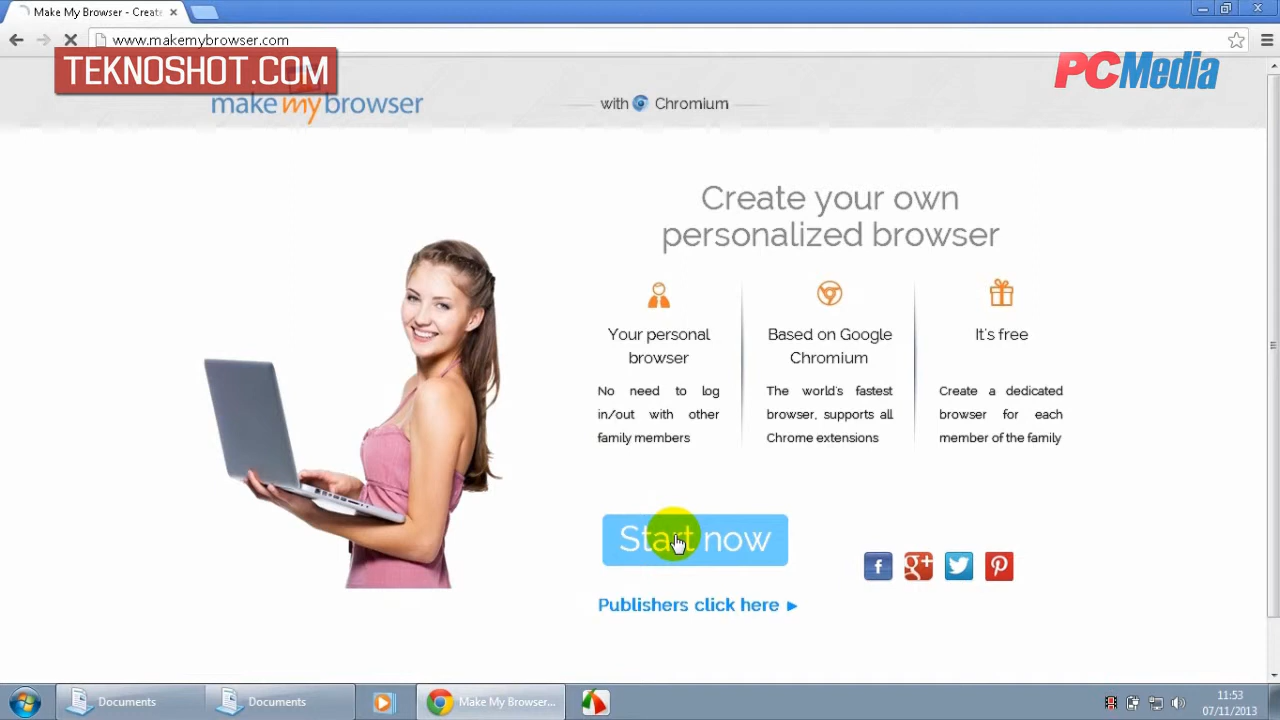 Make My Browser - Create
www.makemybrowser.com
TEKNOSHOT.COM
PCMedia
make my browser
with Chromium
Create your own
personalized browser
Your personal
browser
No need to log
in/out with other
family members
Based on Google
Chromium
The world's fastest
browser, supports all
Chrome extensions
It's free
Create a dedicated
browser for each
member of the family
Start now
f
g+
Publishers click here ►
Documents
Documents
Make My Browser...
11:53
07/11/2013